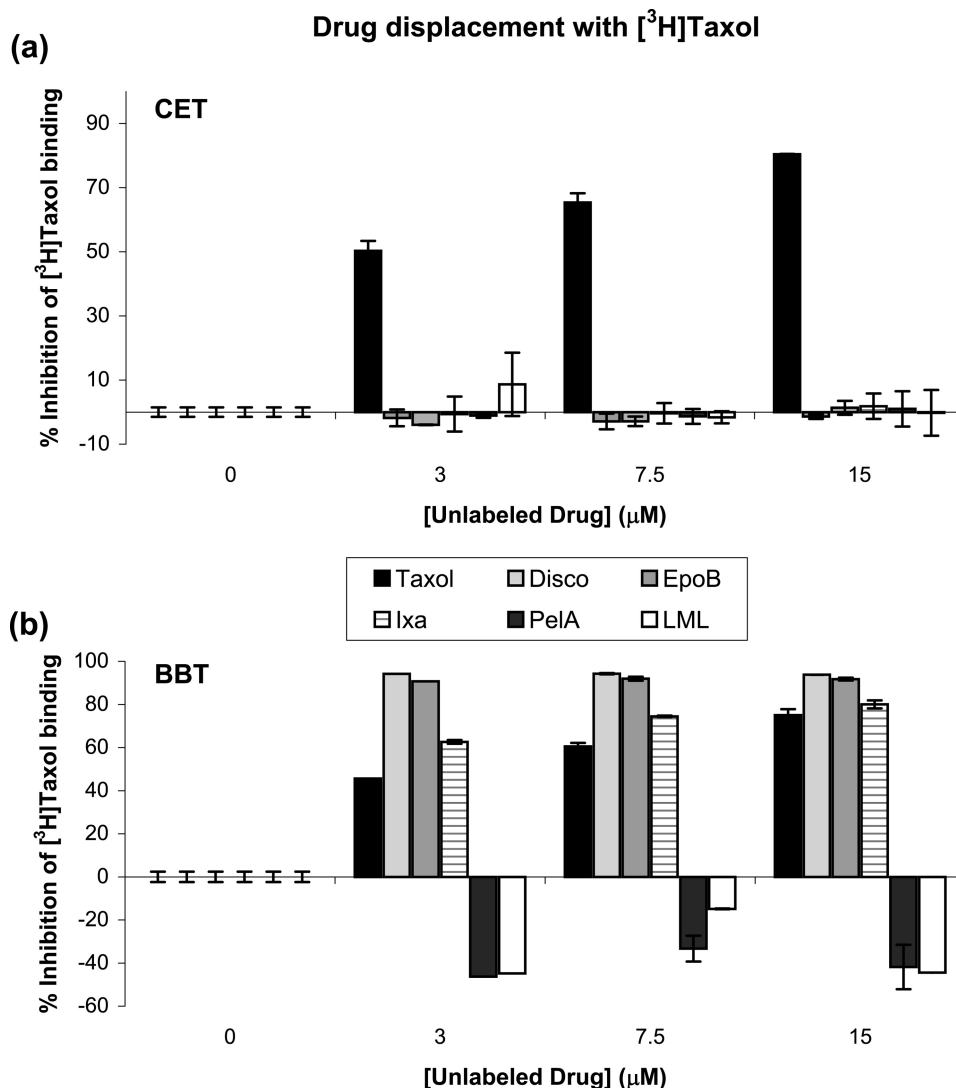 Drug displacement with [³H]Taxol
(a)
CET
% Inhibition of [³H]Taxol binding
90
70
50
30
10
-10
0 3 7.5 15
[Unlabeled Drug] (μM)
Taxol Disco EpoB
Ixa PelA LML
(b)
BBT
% Inhibition of [³H]Taxol binding
100
80
60
40
20
0
-20
-40
-60
0 3 7.5 15
[Unlabeled Drug] (μM)